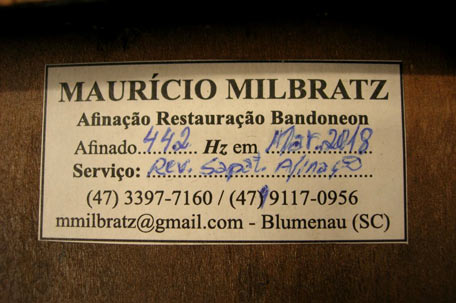 MAURÍCIO MILBRATZ
Afinação Restauração Bandoneon
Afinado 442 Hz em Mar. 2018
Serviço: Rev. Sapat. Afinação
(47) 3397-7160 / (47) 9117-0956
mmilbratz@gmail.com - Blumenau (SC)